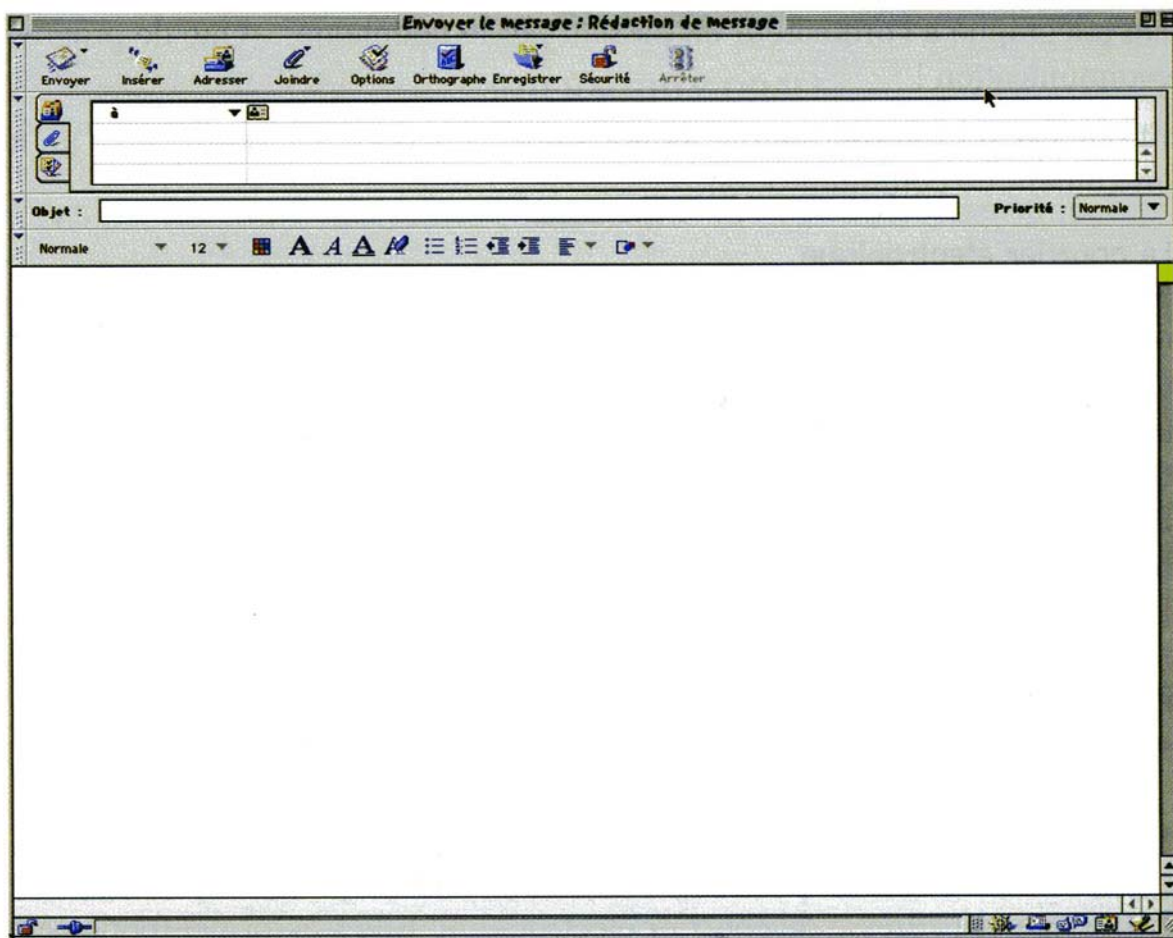 Envoyer le message : Rédaction de message
Envoyer Insérer Adresser Joindre Options Orthographe Enregistrer Sécurité Arrêter
à
Objet : Priorité : Normale
Normale 12 A A A A